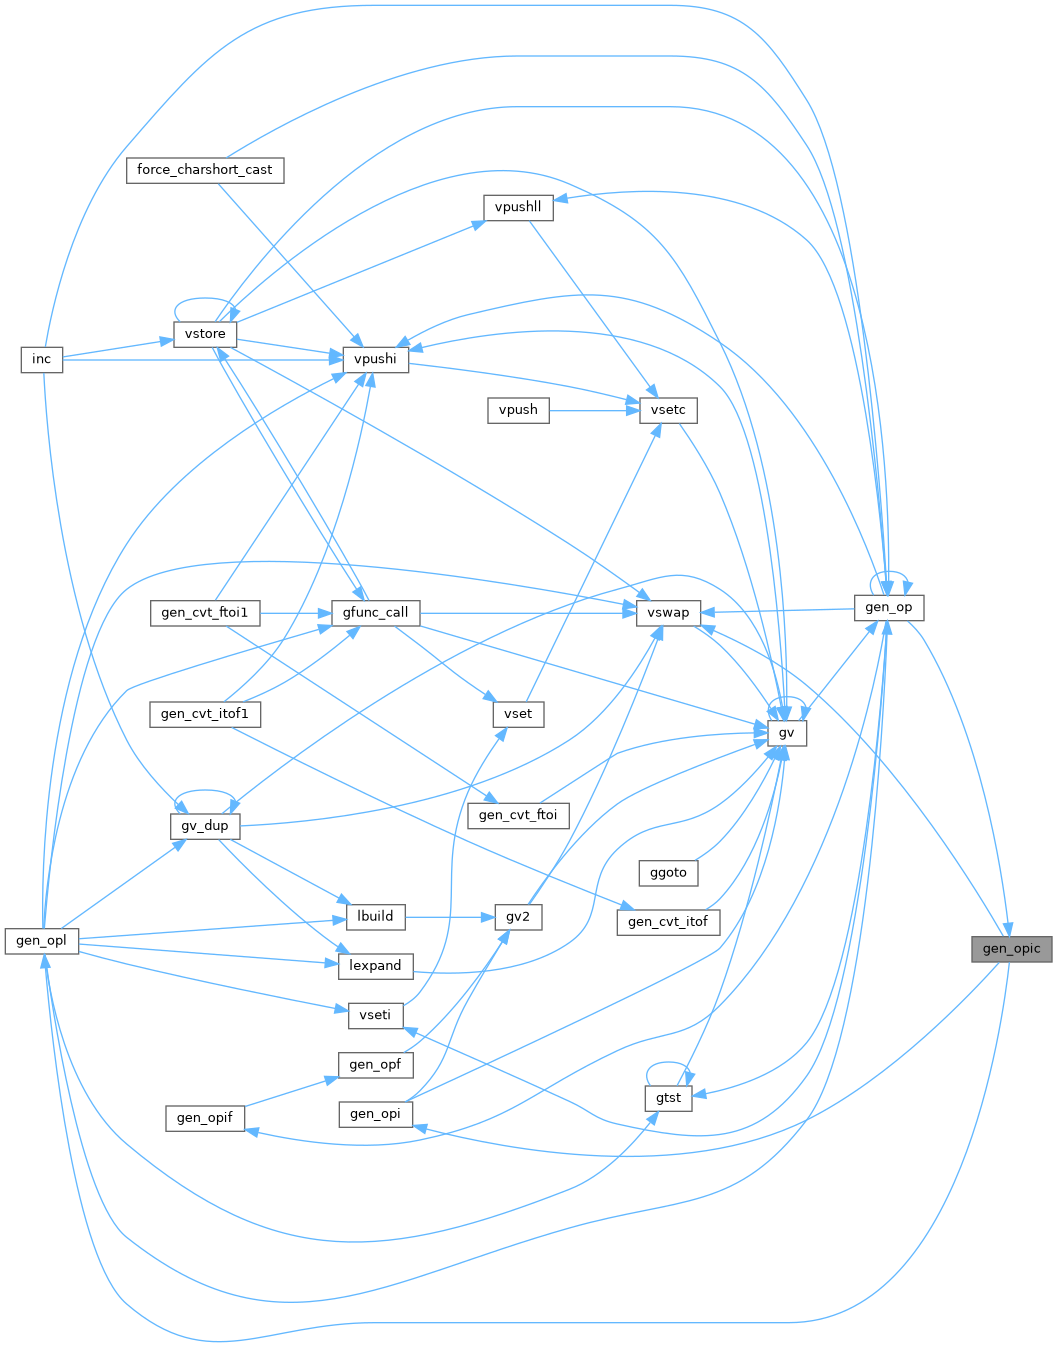 force_charshort_cast
vpushll
vstore
inc
vpushi
vpush
vsetc
gen_cvt_ftoi1
gfunc_call
vswap
gen_op
gen_cvt_itof1
vset
gv
gv_dup
gen_cvt_ftoi
ggoto
lbuild
gv2
gen_cvt_itof
gen_opl
gen_opic
lexpand
vseti
gen_opf
gtst
gen_opif
gen_opi